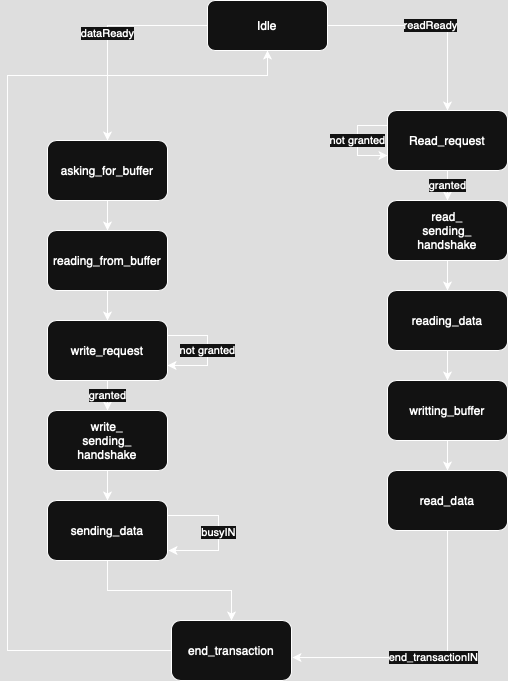 Idle
dataReady
readReady
asking_for_buffer
reading_from_buffer
write_request
not granted
granted
write_
sending_
handshake
sending_data
busyIN
end_transaction
Read_request
not granted
granted
read_
sending_
handshake
reading_data
writting_buffer
read_data
end_transactionIN